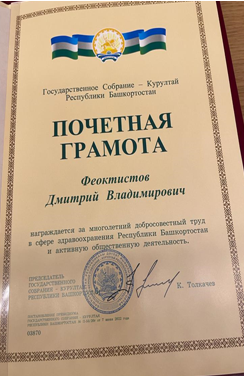 Государственное Собрание – Курултай
Республики Башкортостан
ПОЧЕТНАЯ
ГРАМОТА
Феоктистов
Дмитрий Владимирович
награждается за многолетний добросовестный труд
в сфере здравоохранения Республики Башкортостан
и активную общественную деятельность.
ПРЕДСЕДАТЕЛЬ
ГОСУДАРСТВЕННОГО
СОБРАНИЯ – КУРУЛТАЯ
РЕСПУБЛИКИ БАШКОРТОСТАН
К. Толкачев